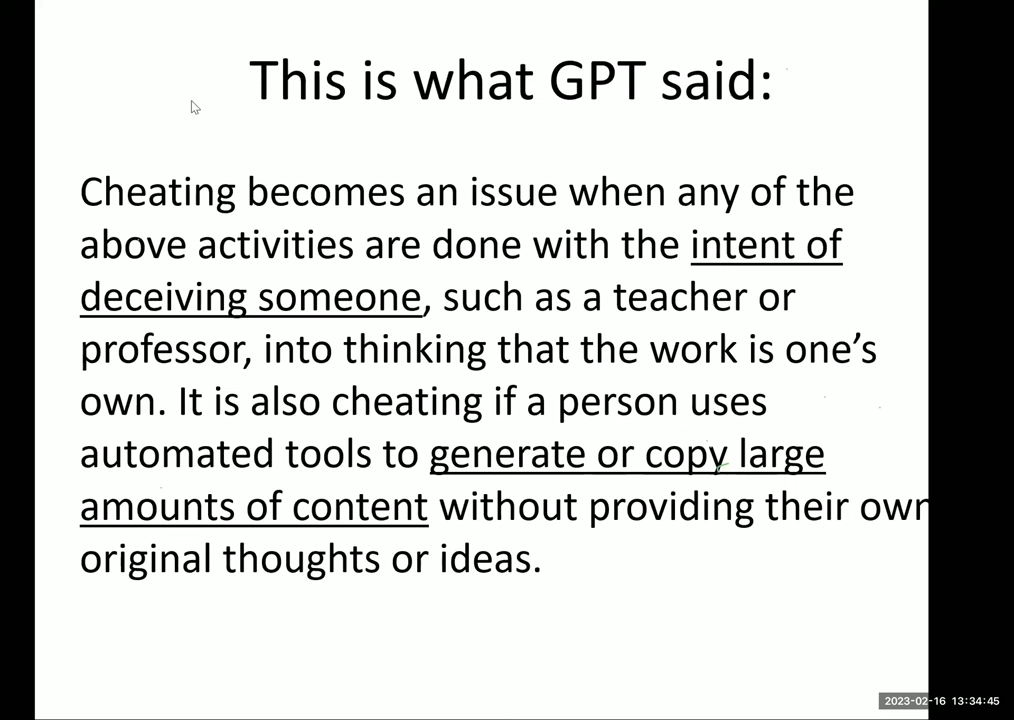 This is what GPT said:
Cheating becomes an issue when any of the
above activities are done with the intent of
deceiving someone, such as a teacher or
professor, into thinking that the work is one’s
own. It is also cheating if a person uses
automated tools to generate or copy large
amounts of content without providing their own
original thoughts or ideas.
2023-02-16 13:34:45